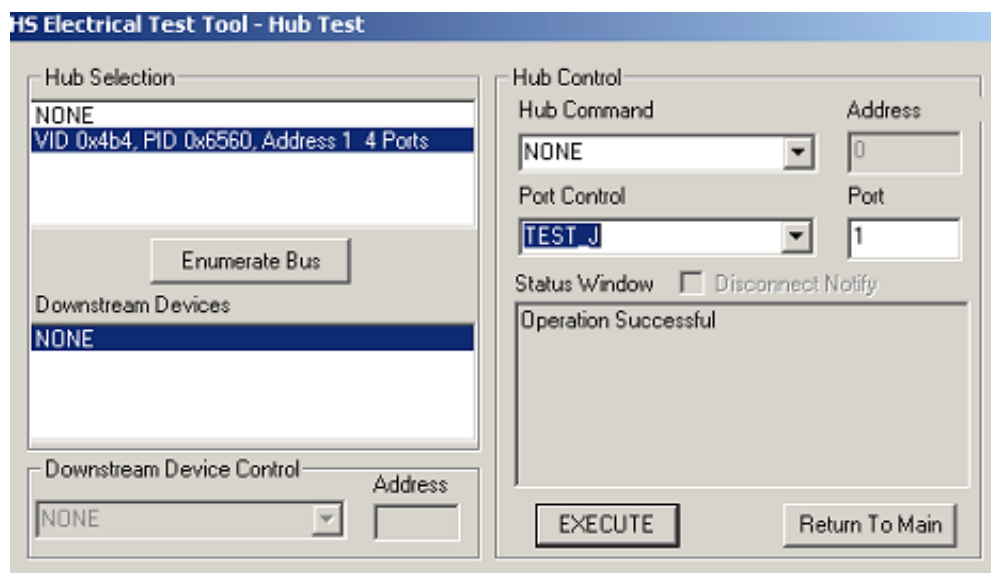 HS Electrical Test Tool - Hub Test
Hub Selection
NONE
VID 0x4b4, PID 0x6560, Address 1 4 Ports
Enumerate Bus
Downstream Devices
NONE
Downstream Device Control
Address
NONE
Hub Control
Hub Command Address
NONE 0
Port Control Port
TEST_J 1
Status Window Disconnect Notify
Operation Successful
EXECUTE Return To Main